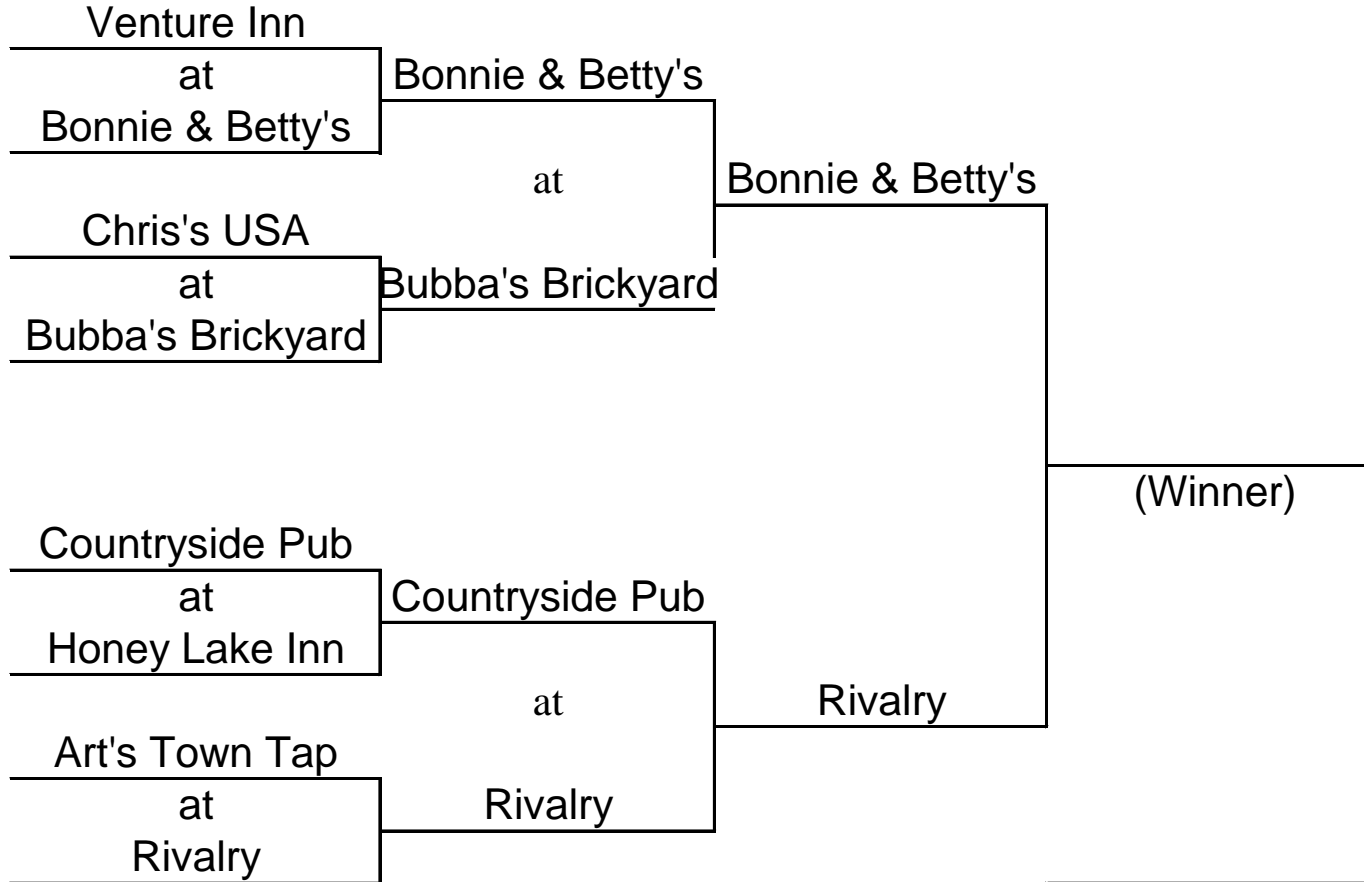 Venture Inn
at
Bonnie & Betty's
Bonnie & Betty's
at
Bonnie & Betty's
Chris's USA
at
Bubba's Brickyard
Bubba's Brickyard
(Winner)
Countryside Pub
at
Honey Lake Inn
Countryside Pub
at
Rivalry
Art's Town Tap
at
Rivalry
Rivalry